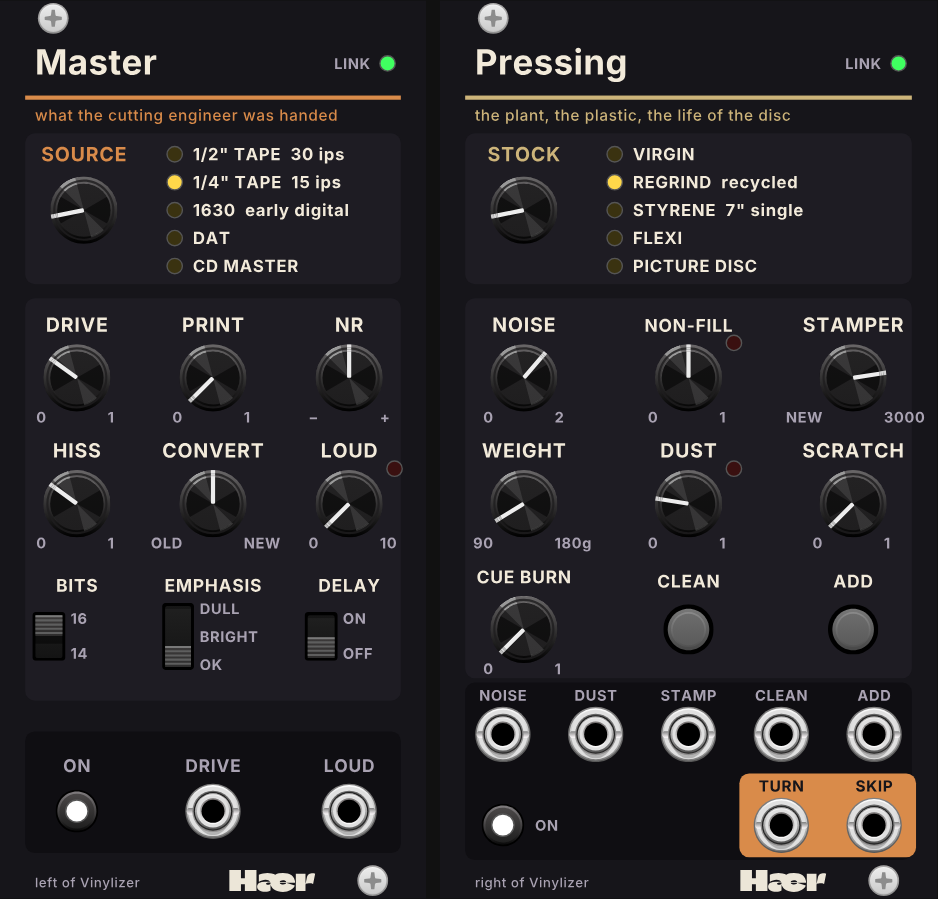 Master
LINK
what the cutting engineer was handed
SOURCE
1/2" TAPE 30 ips
1/4" TAPE 15 ips
1630 early digital
DAT
CD MASTER
DRIVE
PRINT
NR
0 1
0 1
– +
HISS
CONVERT
LOUD
0 1
OLD NEW
0 10
BITS
EMPHASIS
DELAY
16
14
DULL
BRIGHT
OK
ON
OFF
ON
DRIVE
LOUD
left of Vinylizer
Hær
Pressing
LINK
the plant, the plastic, the life of the disc
STOCK
VIRGIN
REGRIND recycled
STYRENE 7" single
FLEXI
PICTURE DISC
NOISE
NON-FILL
STAMPER
0 2
0 1
NEW 3000
WEIGHT
DUST
SCRATCH
90 180g
0 1
0 1
CUE BURN
CLEAN
ADD
0 1
NOISE
DUST
STAMP
CLEAN
ADD
TURN
SKIP
ON
right of Vinylizer
Hær